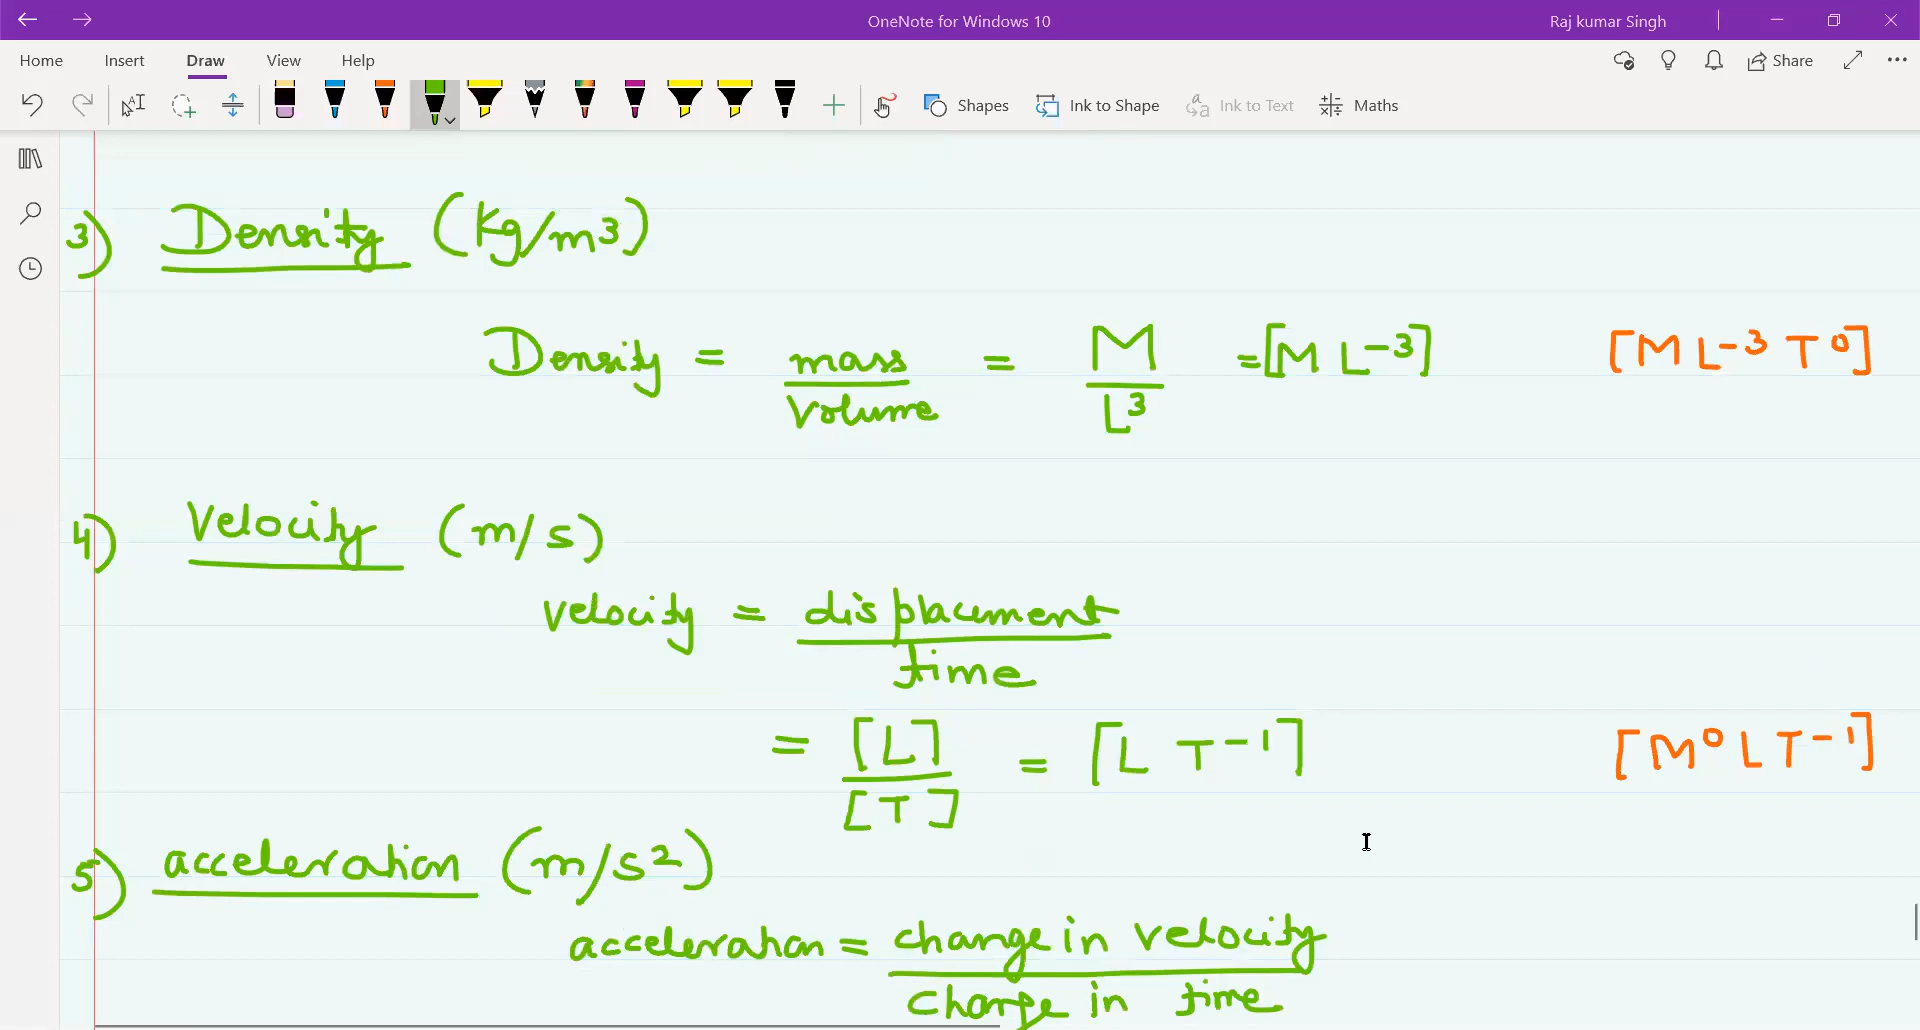 OneNote for Windows 10
Raj kumar Singh
Home Insert Draw View Help
Share
Shapes Ink to Shape Ink to Text Maths
3) Density (Kg/m³)
Density = mass/Volume = M/L³ = [M L⁻³] [M L⁻³ T⁰]
4) Velocity (m/s)
velocity = displacement/time
= [L]/[T] = [L T⁻¹] [M⁰ L T⁻¹]
5) acceleration (m/s²)
acceleration = change in velocity/change in time